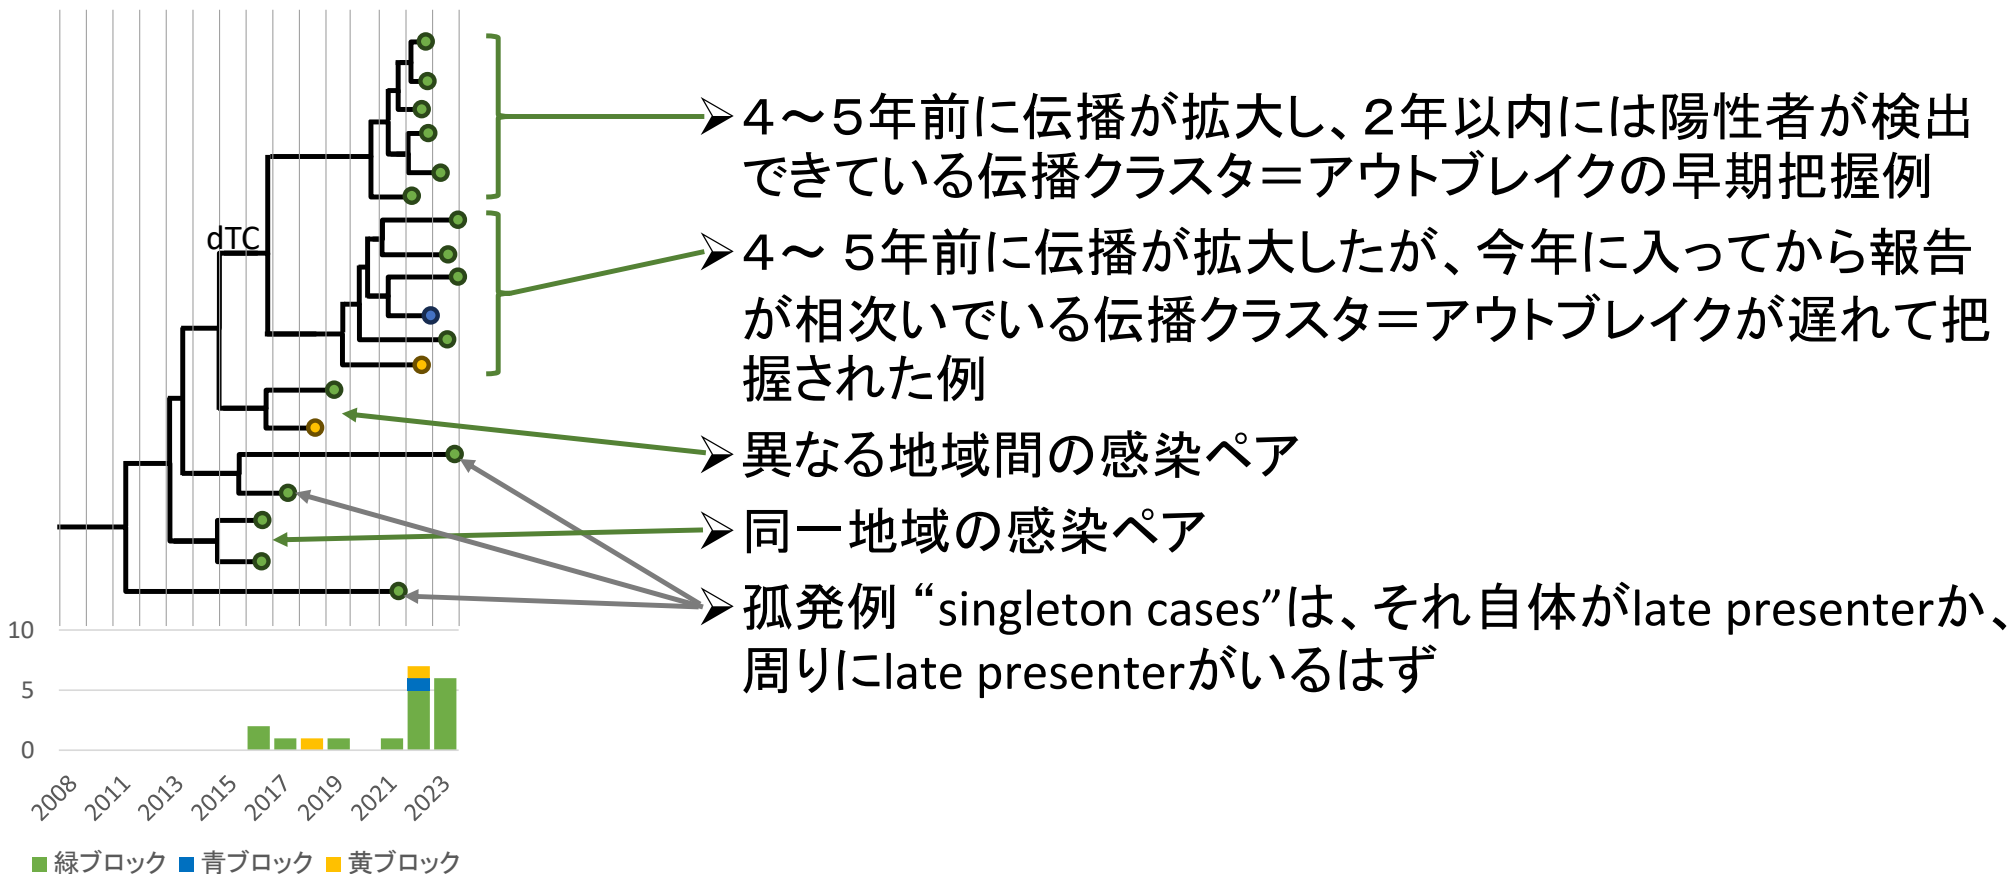 ４～５年前に伝播が拡大し、２年以内には陽性者が検出
できている伝播クラスタ＝アウトブレイクの早期把握例
dTC
４～ ５年前に伝播が拡大したが、今年に入ってから報告
が相次いでいる伝播クラスタ＝アウトブレイクが遅れて把
握された例
異なる地域間の感染ペア
同一地域の感染ペア
孤発例 “singleton cases”は、それ自体がlate presenterか、
周りにlate presenterがいるはず
10
5
0
2008 2011 2013 2015 2017 2019 2021 2023
緑ブロック 青ブロック 黄ブロック